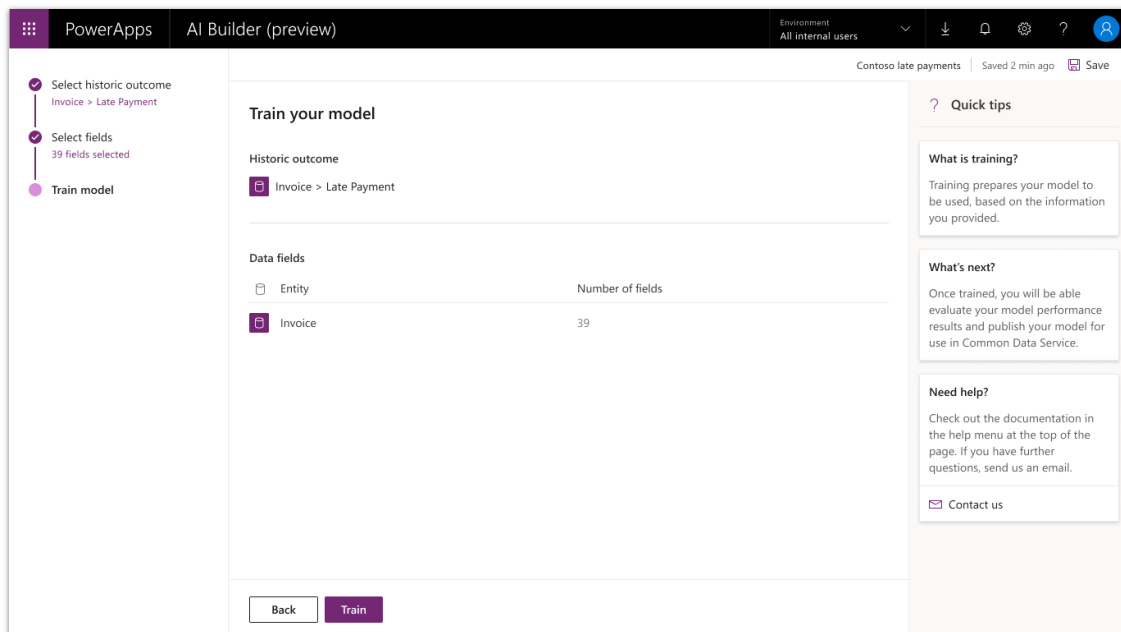 PowerApps
AI Builder (preview)
Environment
All internal users
?
Contoso late payments
Saved 2 min ago
Save
Select historic outcome
Invoice > Late Payment
Select fields
39 fields selected
Train model
Train your model
Historic outcome
Invoice > Late Payment
Data fields
Entity Number of fields
Invoice 39
Back
Train
? Quick tips
What is training?
Training prepares your model to
be used, based on the information
you provided.
What's next?
Once trained, you will be able
evaluate your model performance
results and publish your model for
use in Common Data Service.
Need help?
Check out the documentation in
the help menu at the top of the
page. If you have further
questions, send us an email.
Contact us